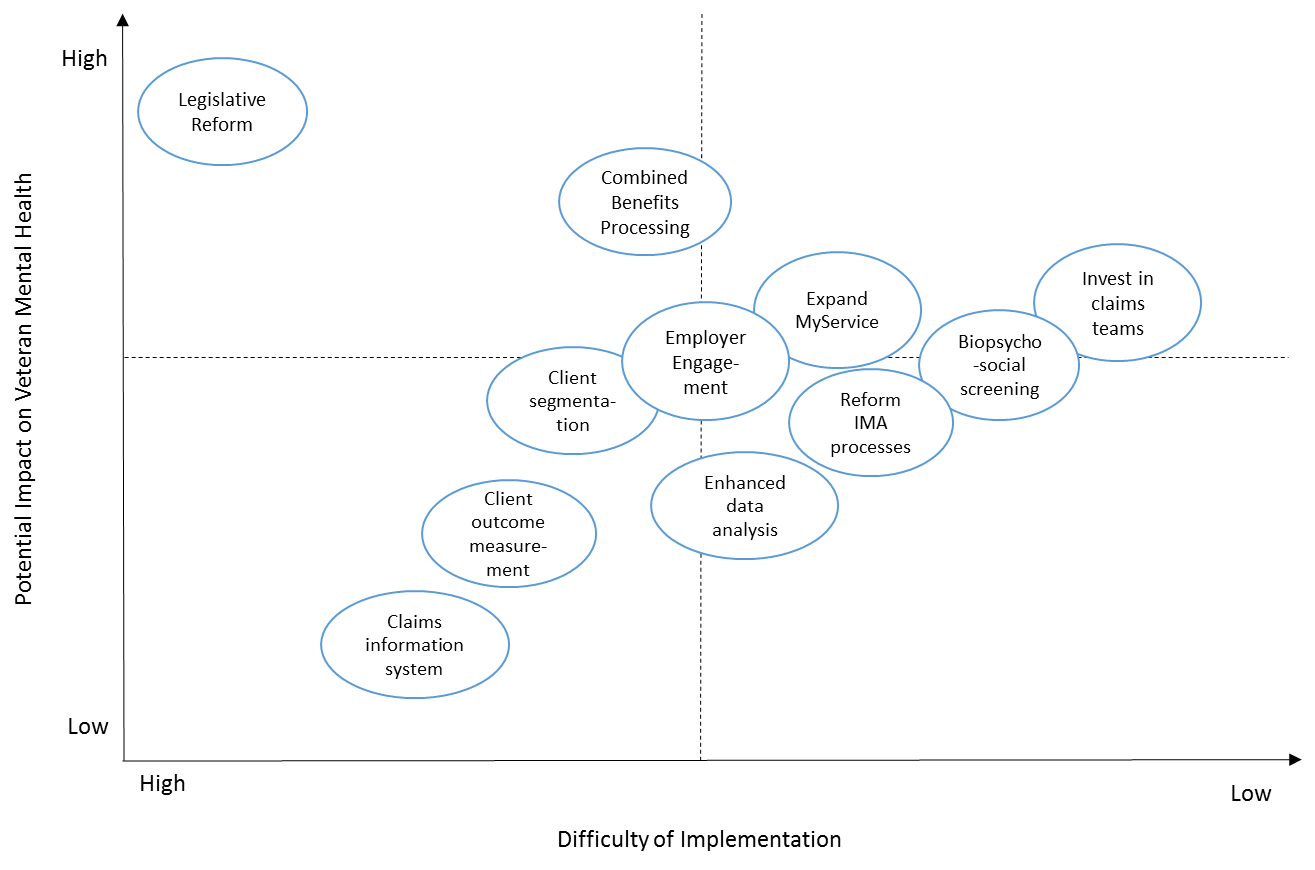 High
Legislative
Reform
Combined
Benefits
Processing
Potential Impact on Veteran Mental Health
Invest in
claims
teams
Expand
MyService
Employer
Engage-
ment
Biopsycho
-social
screening
Client
segmenta-
tion
Reform
IMA
processes
Enhanced
data
analysis
Client
outcome
measure-
ment
Claims
information
system
Low
High
Low
Difficulty of Implementation